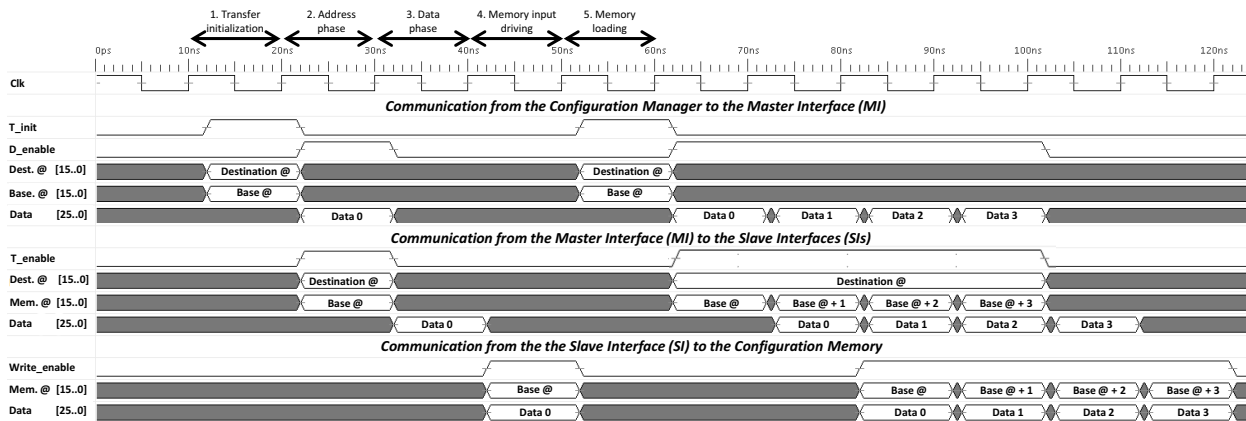 1. Transfer initialization 2. Address phase 3. Data phase 4. Memory input driving 5. Memory loading
0ps 10ns 20ns 30ns 40ns 50ns 60ns 70ns 80ns 90ns 100ns 110ns 120ns
Clk
Communication from the Configuration Manager to the Master Interface (MI)
T_init
D_enable
Dest. @ [15..0] Destination @ Destination @
Base. @ [15..0] Base @ Base @
Data [25..0] Data 0 Data 0 Data 1 Data 2 Data 3
Communication from the Master Interface (MI) to the Slave Interfaces (SIs)
T_enable
Dest. @ [15..0] Destination @ Destination @
Mem. @ [15..0] Base @ Base @ Base @ + 1 Base @ + 2 Base @ + 3
Data [25..0] Data 0 Data 0 Data 1 Data 2 Data 3
Communication from the the Slave Interface (SI) to the Configuration Memory
Write_enable
Mem. @ [15..0] Base @ Base @ Base @ + 1 Base @ + 2 Base @ + 3
Data [25..0] Data 0 Data 0 Data 1 Data 2 Data 3